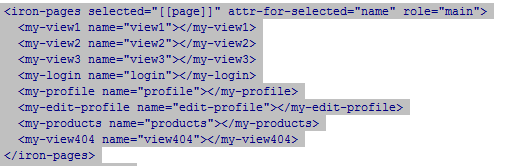 <iron-pages selected="[[page]]" attr-for-selected="name" role="main">
<my-view1 name="view1"></my-view1>
<my-view2 name="view2"></my-view2>
<my-view3 name="view3"></my-view3>
<my-login name="login"></my-login>
<my-profile name="profile"></my-profile>
<my-edit-profile name="edit-profile"></my-edit-profile>
<my-products name="products"></my-products>
<my-view404 name="view404"></my-view404>
</iron-pages>